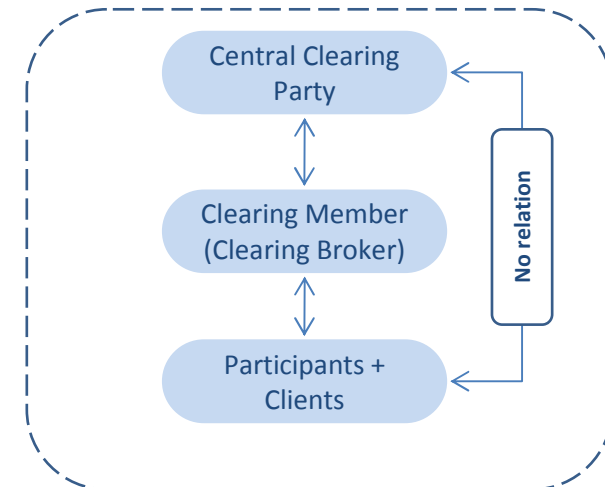 Central Clearing
Party
Clearing Member
(Clearing Broker)
No relation
Participants +
Clients